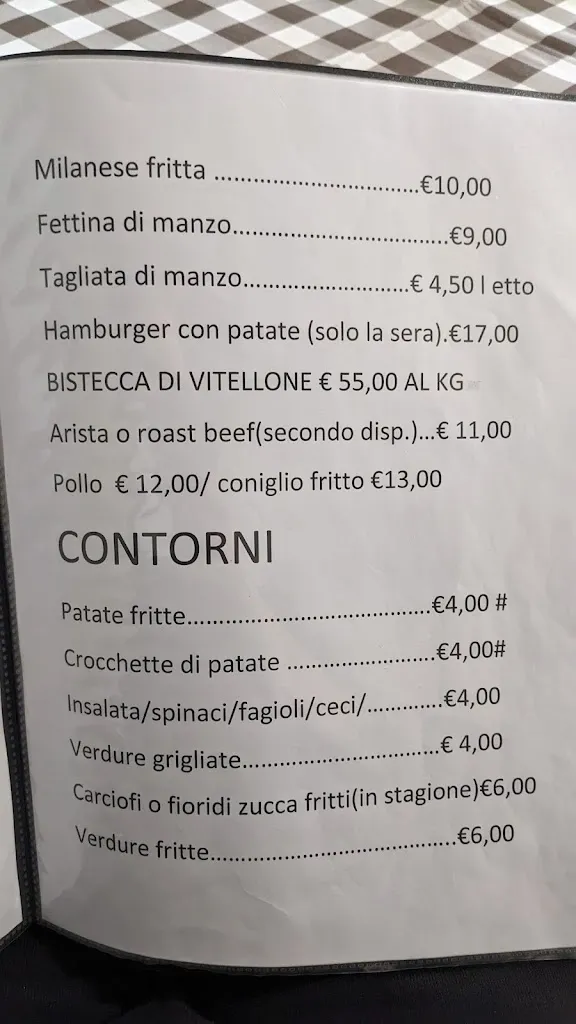 Milanese fritta ..................................€10,00
Fettina di manzo....................................€9,00
Tagliata di manzo...........................€ 4,50 l etto
Hamburger con patate (solo la sera).€17,00
BISTECCA DI VITELLONE € 55,00 AL KG
Arista o roast beef(secondo disp.)...€ 11,00
Pollo € 12,00/ coniglio fritto €13,00
CONTORNI
Patate fritte.......................................€4,00 #
Crocchette di patate ........................€4,00#
Insalata/spinaci/fagioli/ceci/............€4,00
Verdure grigliate................................€ 4,00
Carciofi o fioridi zucca fritti(in stagione)€6,00
Verdure fritte........................................€6,00